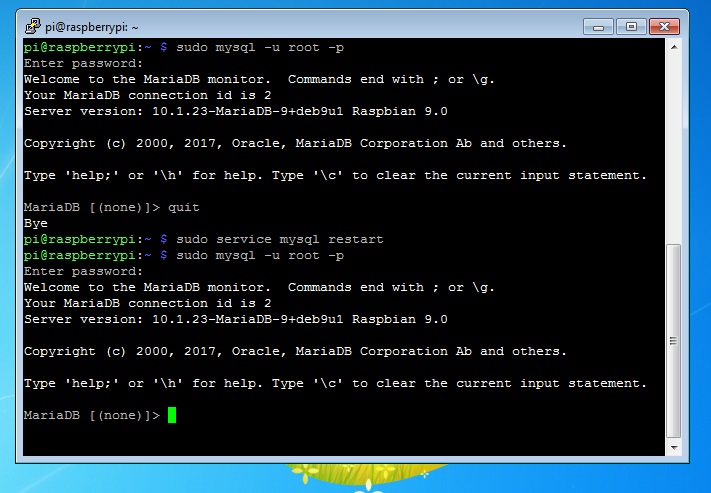 pi@raspberrypi: ~
pi@raspberrypi:~ $ sudo mysql -u root -p
Enter password:
Welcome to the MariaDB monitor.  Commands end with ; or \g.
Your MariaDB connection id is 2
Server version: 10.1.23-MariaDB-9+deb9u1 Raspbian 9.0
Copyright (c) 2000, 2017, Oracle, MariaDB Corporation Ab and others.
Type 'help;' or '\h' for help. Type '\c' to clear the current input statement.
MariaDB [(none)]> quit
Bye
pi@raspberrypi:~ $ sudo service mysql restart
pi@raspberrypi:~ $ sudo mysql -u root -p
Enter password:
Welcome to the MariaDB monitor.  Commands end with ; or \g.
Your MariaDB connection id is 2
Server version: 10.1.23-MariaDB-9+deb9u1 Raspbian 9.0
Copyright (c) 2000, 2017, Oracle, MariaDB Corporation Ab and others.
Type 'help;' or '\h' for help. Type '\c' to clear the current input statement.
MariaDB [(none)]>